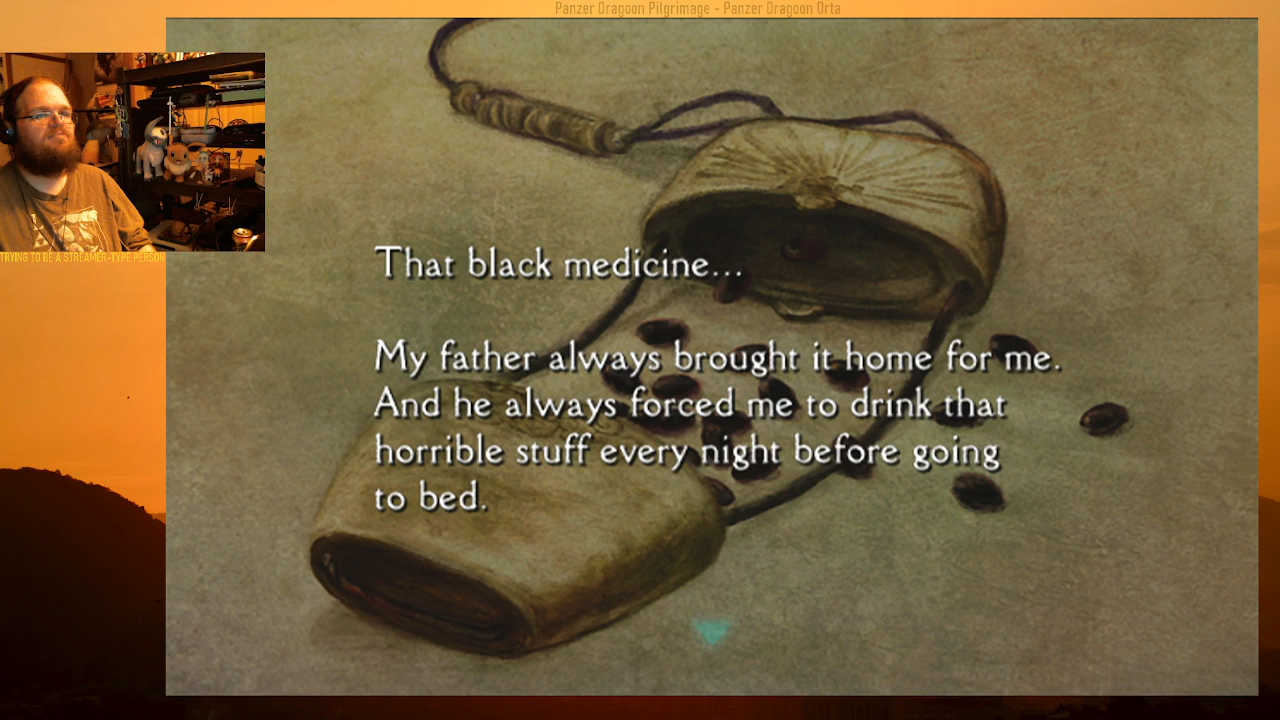 Panzer Dragoon Pilgrimage - Panzer Dragoon Orta
TRYING TO BE A STREAMER-TYPE PERSON
That black medicine...
My father always brought it home for me.
And he always forced me to drink that
horrible stuff every night before going
to bed.